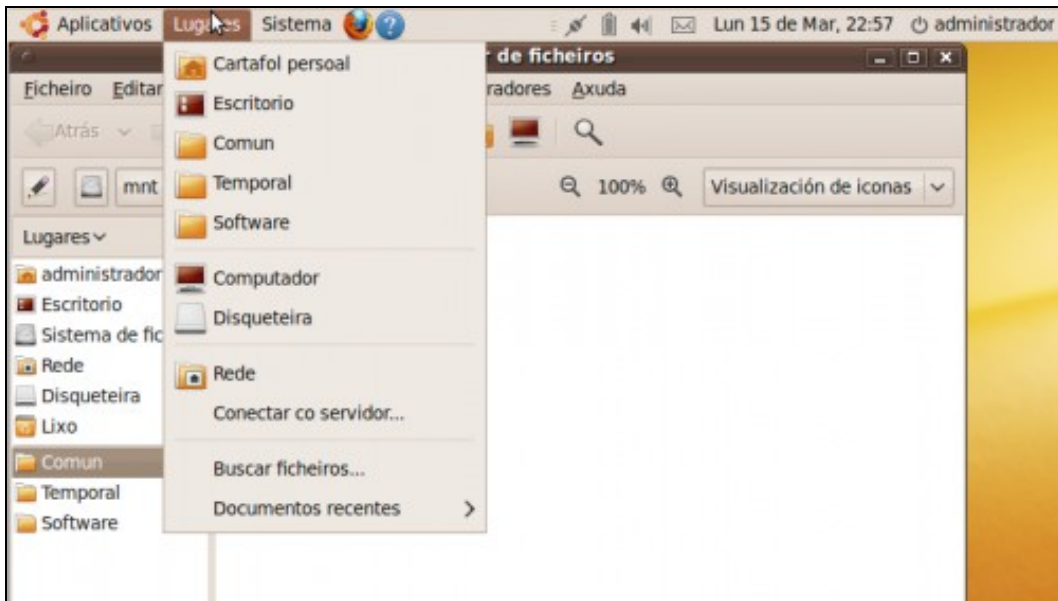 Aplicativos Lugares Sistema Lun 15 de Mar, 22:57 administrador
de ficheiros
Ficheiro Editar radores Axuda
Atrás
mnt 100% Visualización de iconas
Lugares
administrador
Escritorio
Sistema de fic
Rede
Disqueteira
Lixo
Comun
Temporal
Software
Cartafol persoal
Escritorio
Comun
Temporal
Software
Computador
Disqueteira
Rede
Conectar co servidor...
Buscar ficheiros...
Documentos recentes